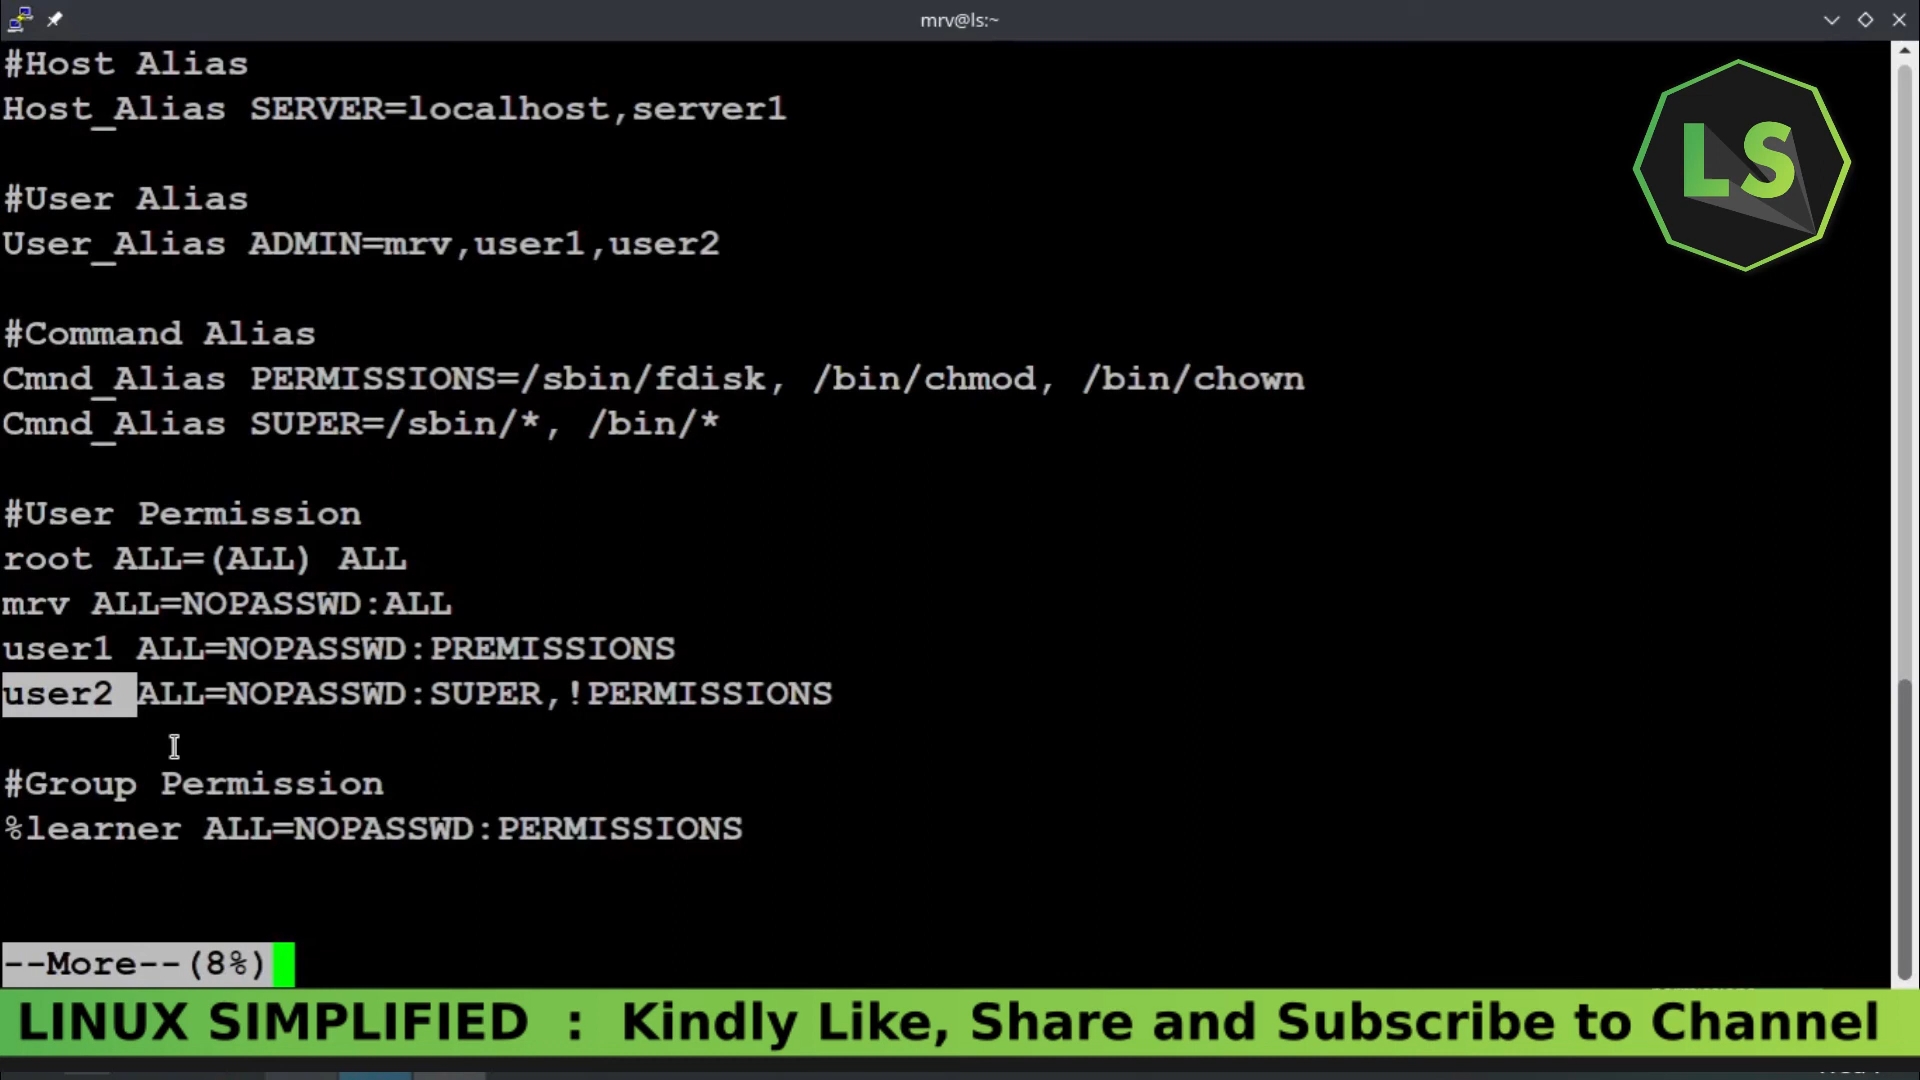 mrv@ls:~
#Host Alias
Host_Alias SERVER=localhost,server1
#User Alias
User_Alias ADMIN=mrv,user1,user2
#Command Alias
Cmnd_Alias PERMISSIONS=/sbin/fdisk, /bin/chmod, /bin/chown
Cmnd_Alias SUPER=/sbin/*, /bin/*
#User Permission
root ALL=(ALL) ALL
mrv ALL=NOPASSWD:ALL
user1 ALL=NOPASSWD:PREMISSIONS
user2 ALL=NOPASSWD:SUPER,!PERMISSIONS
#Group Permission
%learner ALL=NOPASSWD:PERMISSIONS
--More--(8%)
LS
LINUX SIMPLIFIED : Kindly Like, Share and Subscribe to Channel